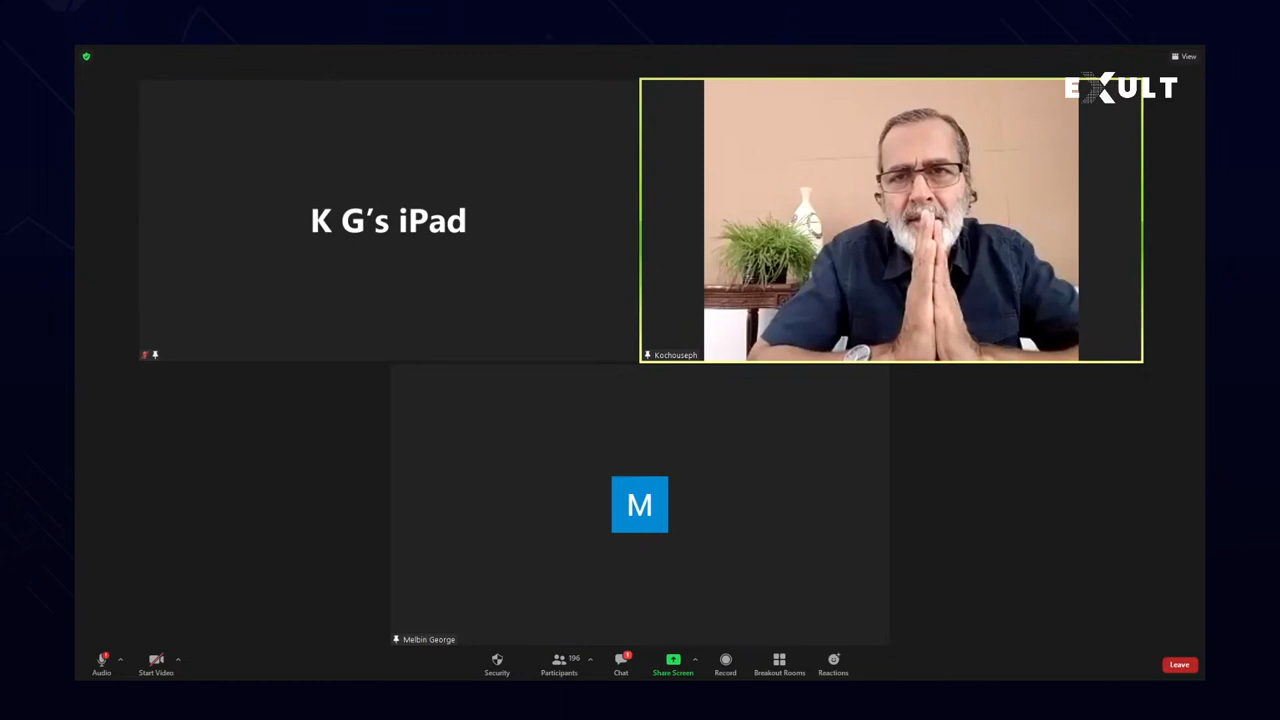 View
EXULT
K G’s iPad
Kochouseph
M
Melbin George
Audio
Start Video
Security
196
Participants
Chat
1
Share Screen
Record
Breakout Rooms
Reactions
Leave